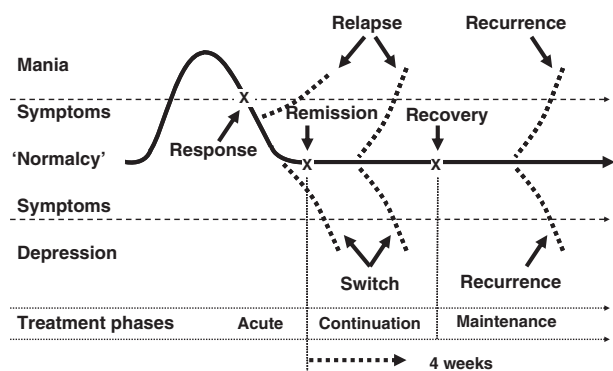 Relapse
Recurrence
Mania
x
Symptoms
Remission
Recovery
Response
'Normalcy'
x
x
Symptoms
Depression
Switch
Recurrence
Treatment phases
Acute
Continuation
Maintenance
4 weeks